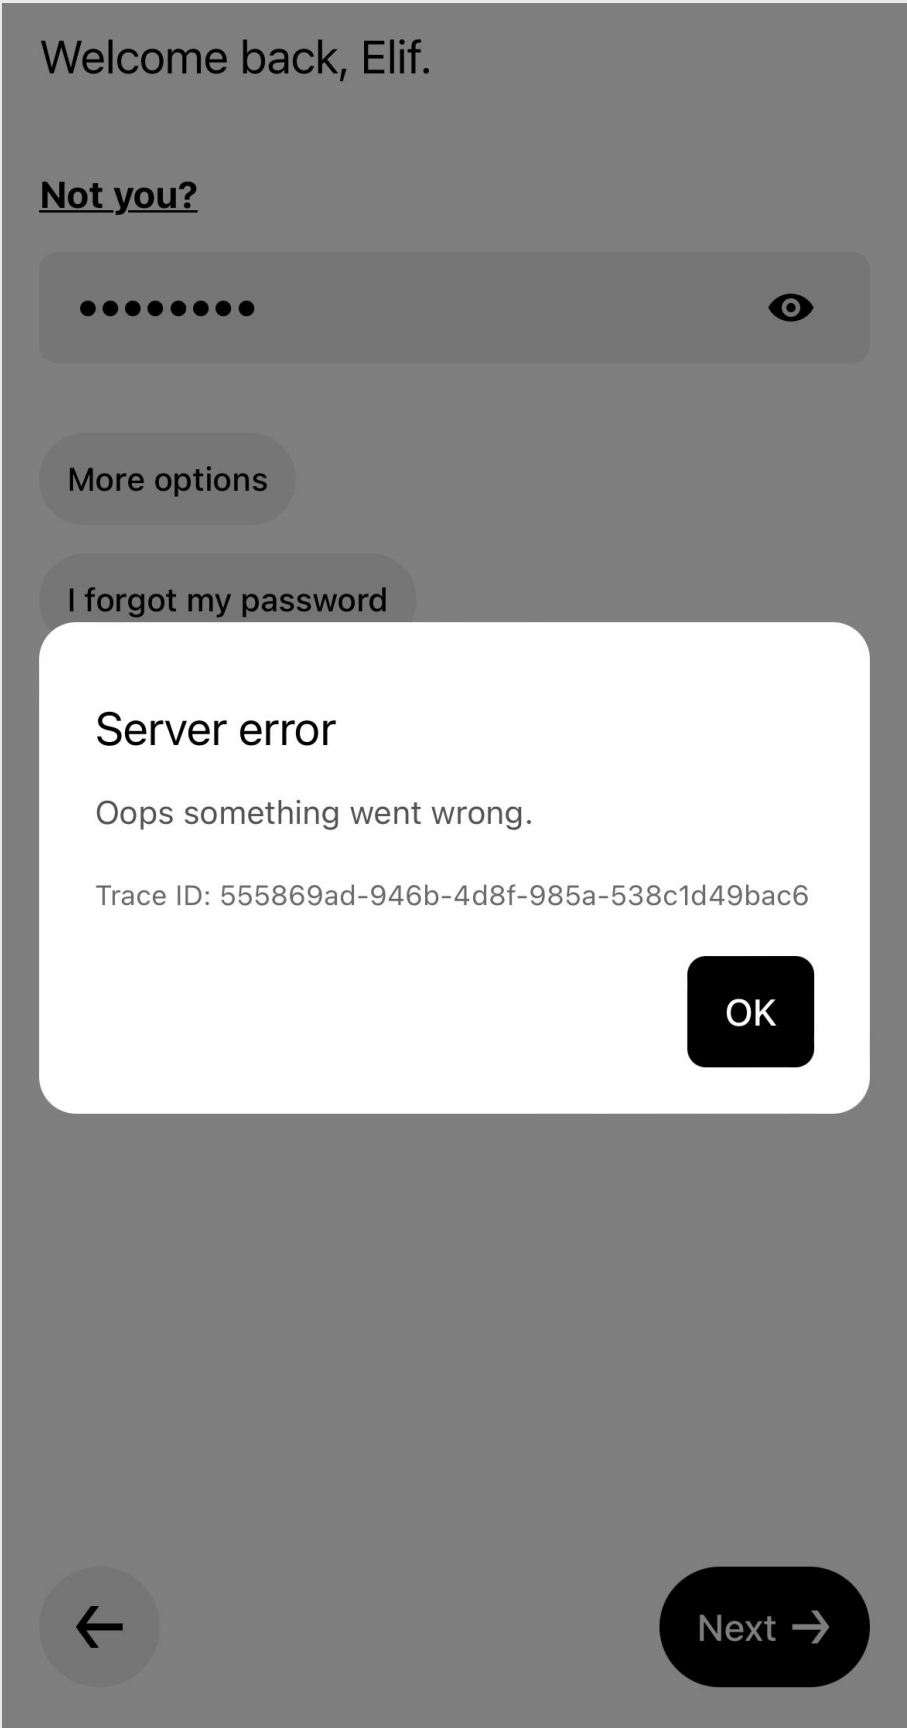 Welcome back, Elif.
Not you?
••••••••
More options
I forgot my password
Server error
Oops something went wrong.
Trace ID: 555869ad-946b-4d8f-985a-538c1d49bac6
OK
Next →